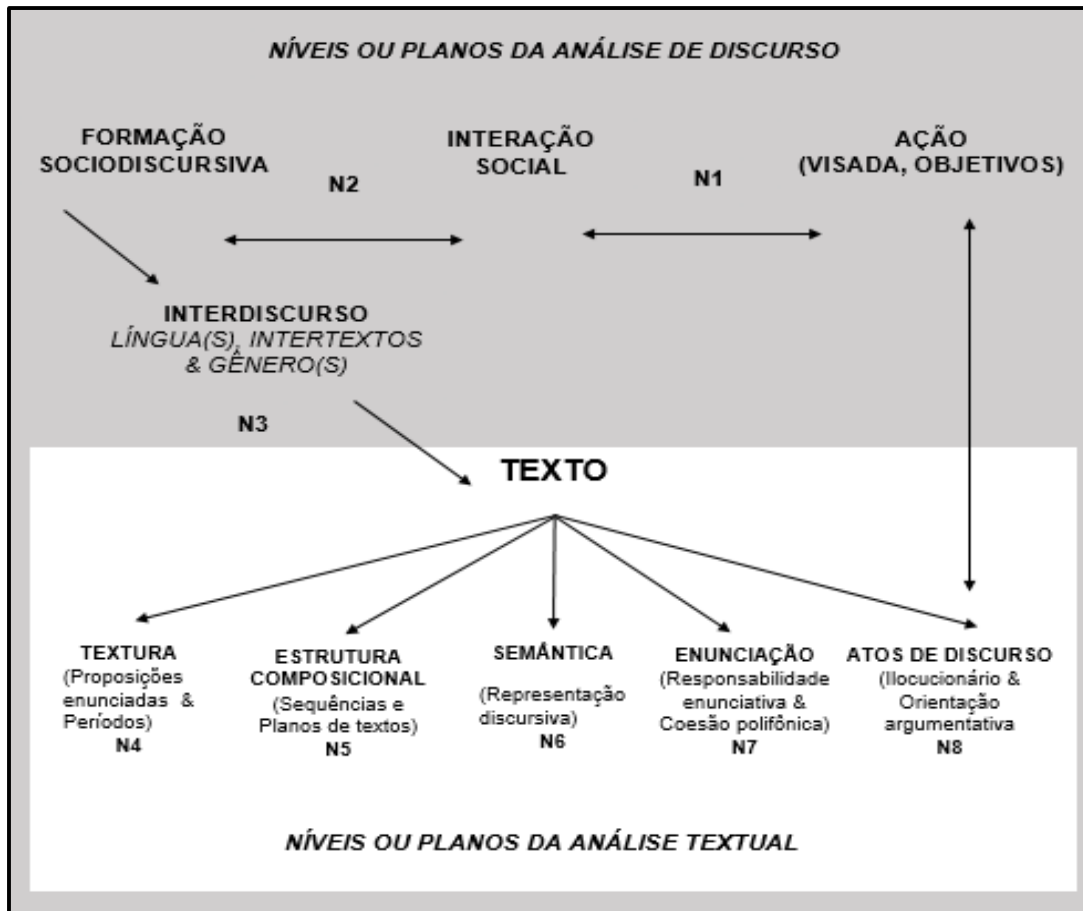 NÍVEIS OU PLANOS DA ANÁLISE DE DISCURSO
FORMAÇÃO
SOCIODISCURSIVA
N2
INTERAÇÃO
SOCIAL
N1
AÇÃO
(VISADA, OBJETIVOS)
INTERDISCURSO
LÍNGUA(S), INTERTEXTOS
& GÊNERO(S)
N3
TEXTO
TEXTURA
(Proposições
enunciadas &
Períodos)
N4
ESTRUTURA
COMPOSICIONAL
(Sequências e
Planos de textos)
N5
SEMÂNTICA
(Representação
discursiva)
N6
ENUNCIAÇÃO
(Responsabilidade
enunciativa &
Coesão polifônica)
N7
ATOS DE DISCURSO
(Ilocucionário &
Orientação
argumentativa
N8
NÍVEIS OU PLANOS DA ANÁLISE TEXTUAL